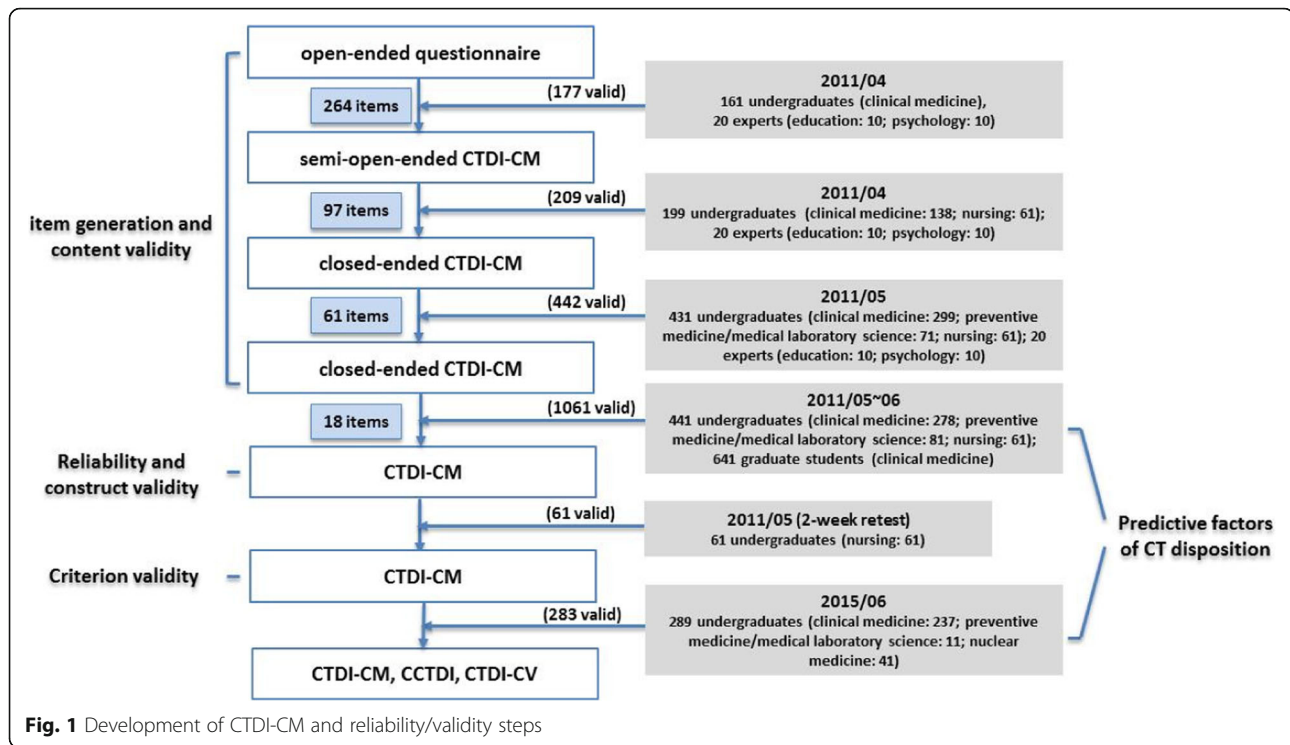 open-ended questionnaire
(177 valid)
264 items
2011/04
161 undergraduates (clinical medicine),
20 experts (education: 10; psychology: 10)
semi-open-ended CTDI-CM
(209 valid)
97 items
2011/04
199 undergraduates (clinical medicine: 138; nursing: 61);
20 experts (education: 10; psychology: 10)
item generation and
content validity
closed-ended CTDI-CM
(442 valid)
61 items
2011/05
431 undergraduates (clinical medicine: 299; preventive
medicine/medical laboratory science: 71; nursing: 61); 20
experts (education: 10; psychology: 10)
closed-ended CTDI-CM
(1061 valid)
18 items
2011/05~06
441 undergraduates (clinical medicine: 278; preventive
medicine/medical laboratory science: 81; nursing: 61);
641 graduate students (clinical medicine)
Reliability and
construct validity
CTDI-CM
(61 valid)
2011/05 (2-week retest)
61 undergraduates (nursing: 61)
Predictive factors
of CT disposition
Criterion validity
CTDI-CM
(283 valid)
2015/06
289 undergraduates (clinical medicine: 237; preventive
medicine/medical laboratory science: 11; nuclear
medicine: 41)
CTDI-CM, CCTDI, CTDI-CV
Fig. 1 Development of CTDI-CM and reliability/validity steps